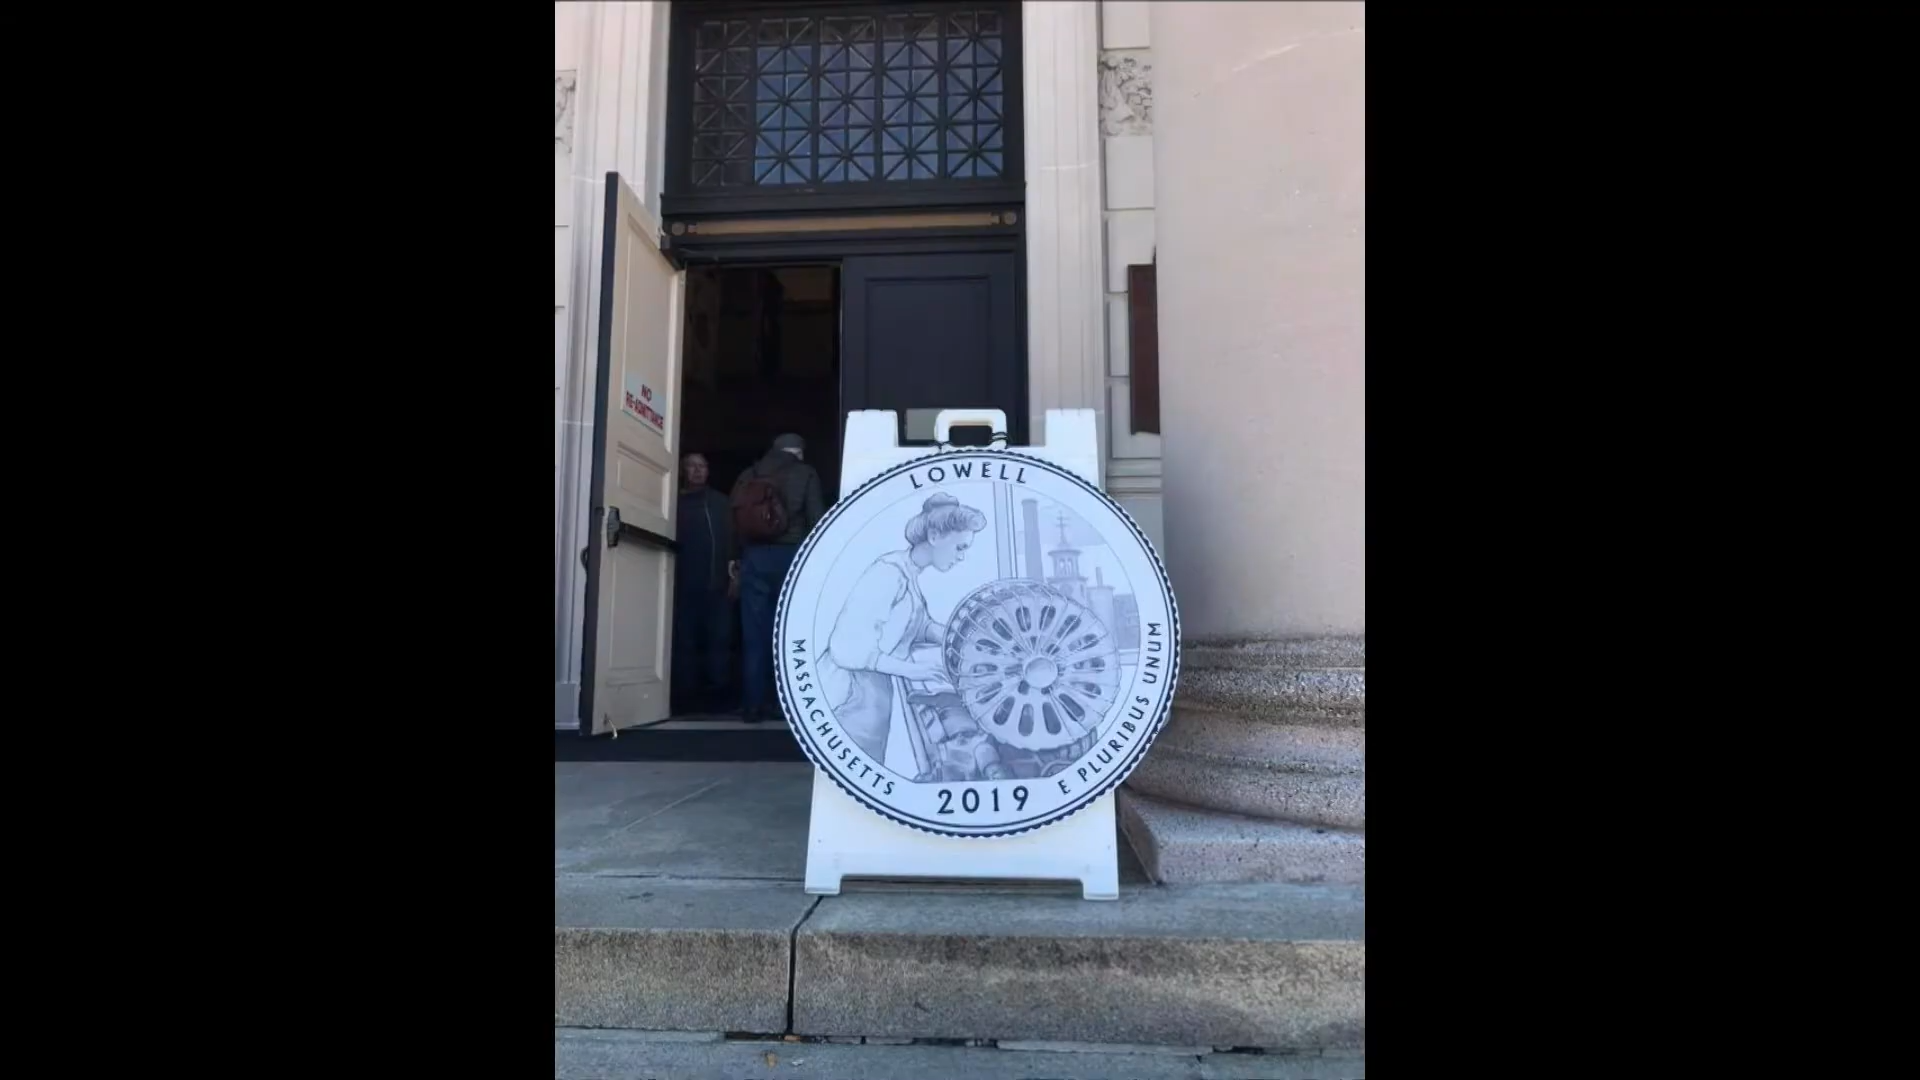 NO
RE-ADMITTANCE
LOWELL
MASSACHUSETTS
E PLURIBUS UNUM
2019